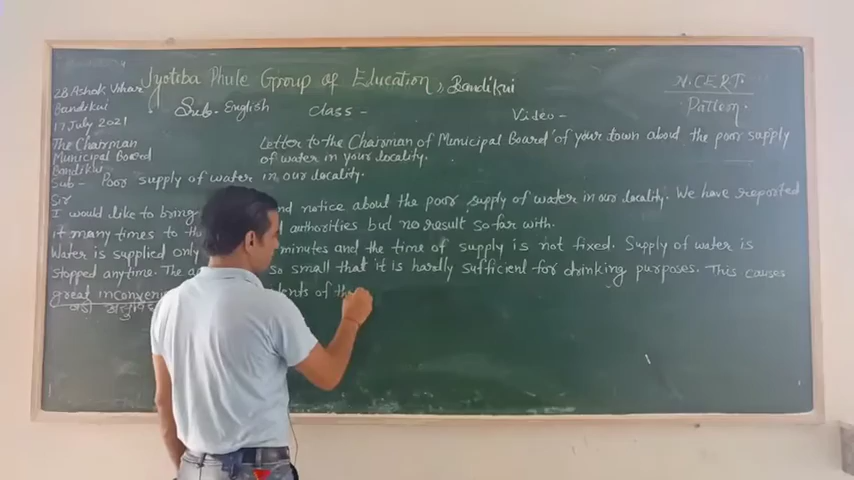 Jyoteba Phule Group of Education, Bandikui
N.C.E.R.T.
Pattern
28 Ashok Vihar
Bandikui
17 July 2021
Sub. English Class - Video -
The Chairman
Municipal Board
Bandikui
Letter to the Chairman of Municipal Board of your town about the poor supply
of water in your locality.
Sub- Poor supply of water in our locality.
Sir
I would like to bring nd notice about the poor supply of water in our locality. We have reported
it many times to the authorities but no result so far with.
Water is supplied only minutes and the time of supply is not fixed. Supply of water is
stopped anytime. The so small that it is hardly sufficient for drinking purposes. This causes
great inconveni dents of the